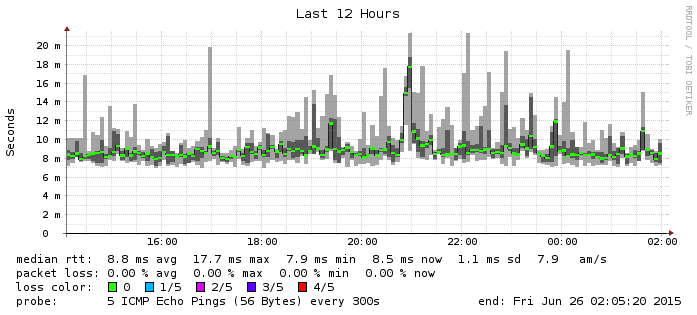 Last 12 Hours
RRDTOOL / TOBI OETIKER
Seconds
20 m
18 m
16 m
14 m
12 m
10 m
8 m
6 m
4 m
2 m
0
16:00 18:00 20:00 22:00 00:00 02:00
median rtt: 8.8 ms avg 17.7 ms max 7.9 ms min 8.5 ms now 1.1 ms sd 7.9 am/s
packet loss: 0.00 % avg 0.00 % max 0.00 % min 0.00 % now
loss color: 0 1/5 2/5 3/5 4/5
probe: 5 ICMP Echo Pings (56 Bytes) every 300s end: Fri Jun 26 02:05:20 2015